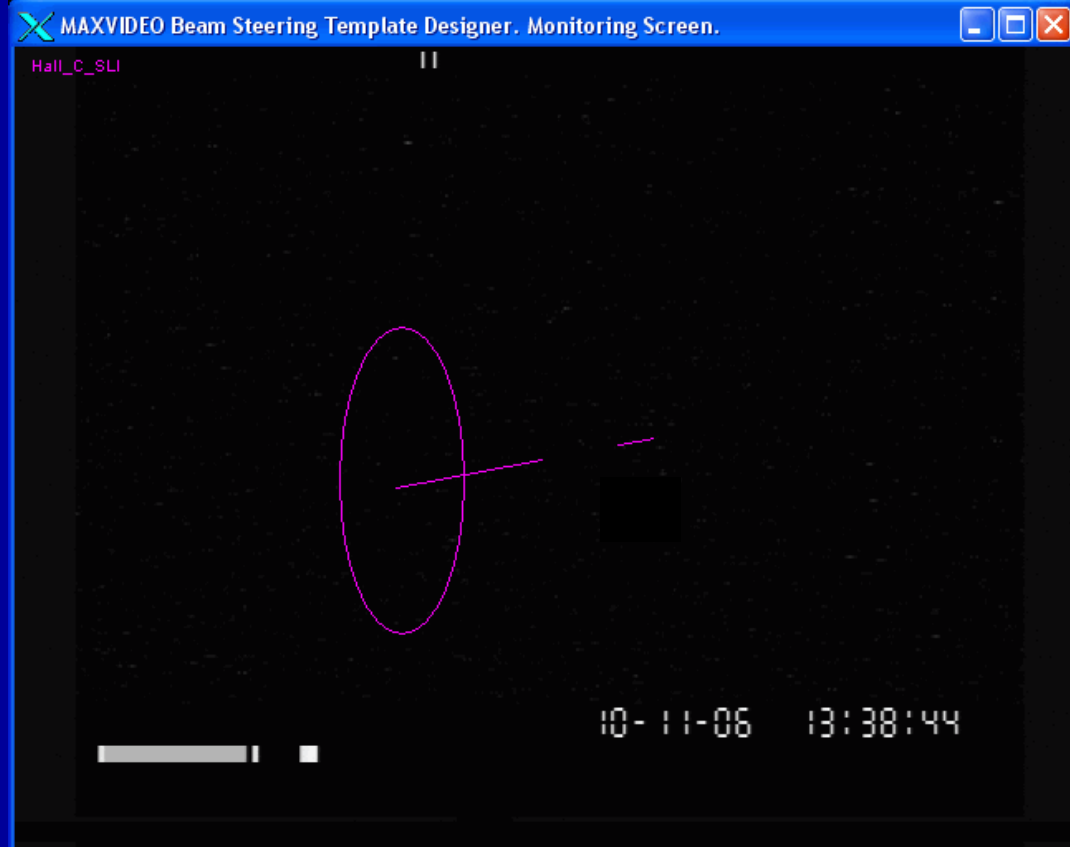 MAXVIDEO Beam Steering Template Designer. Monitoring Screen.
Hall_C_SLI
10-11-06 13:38:44